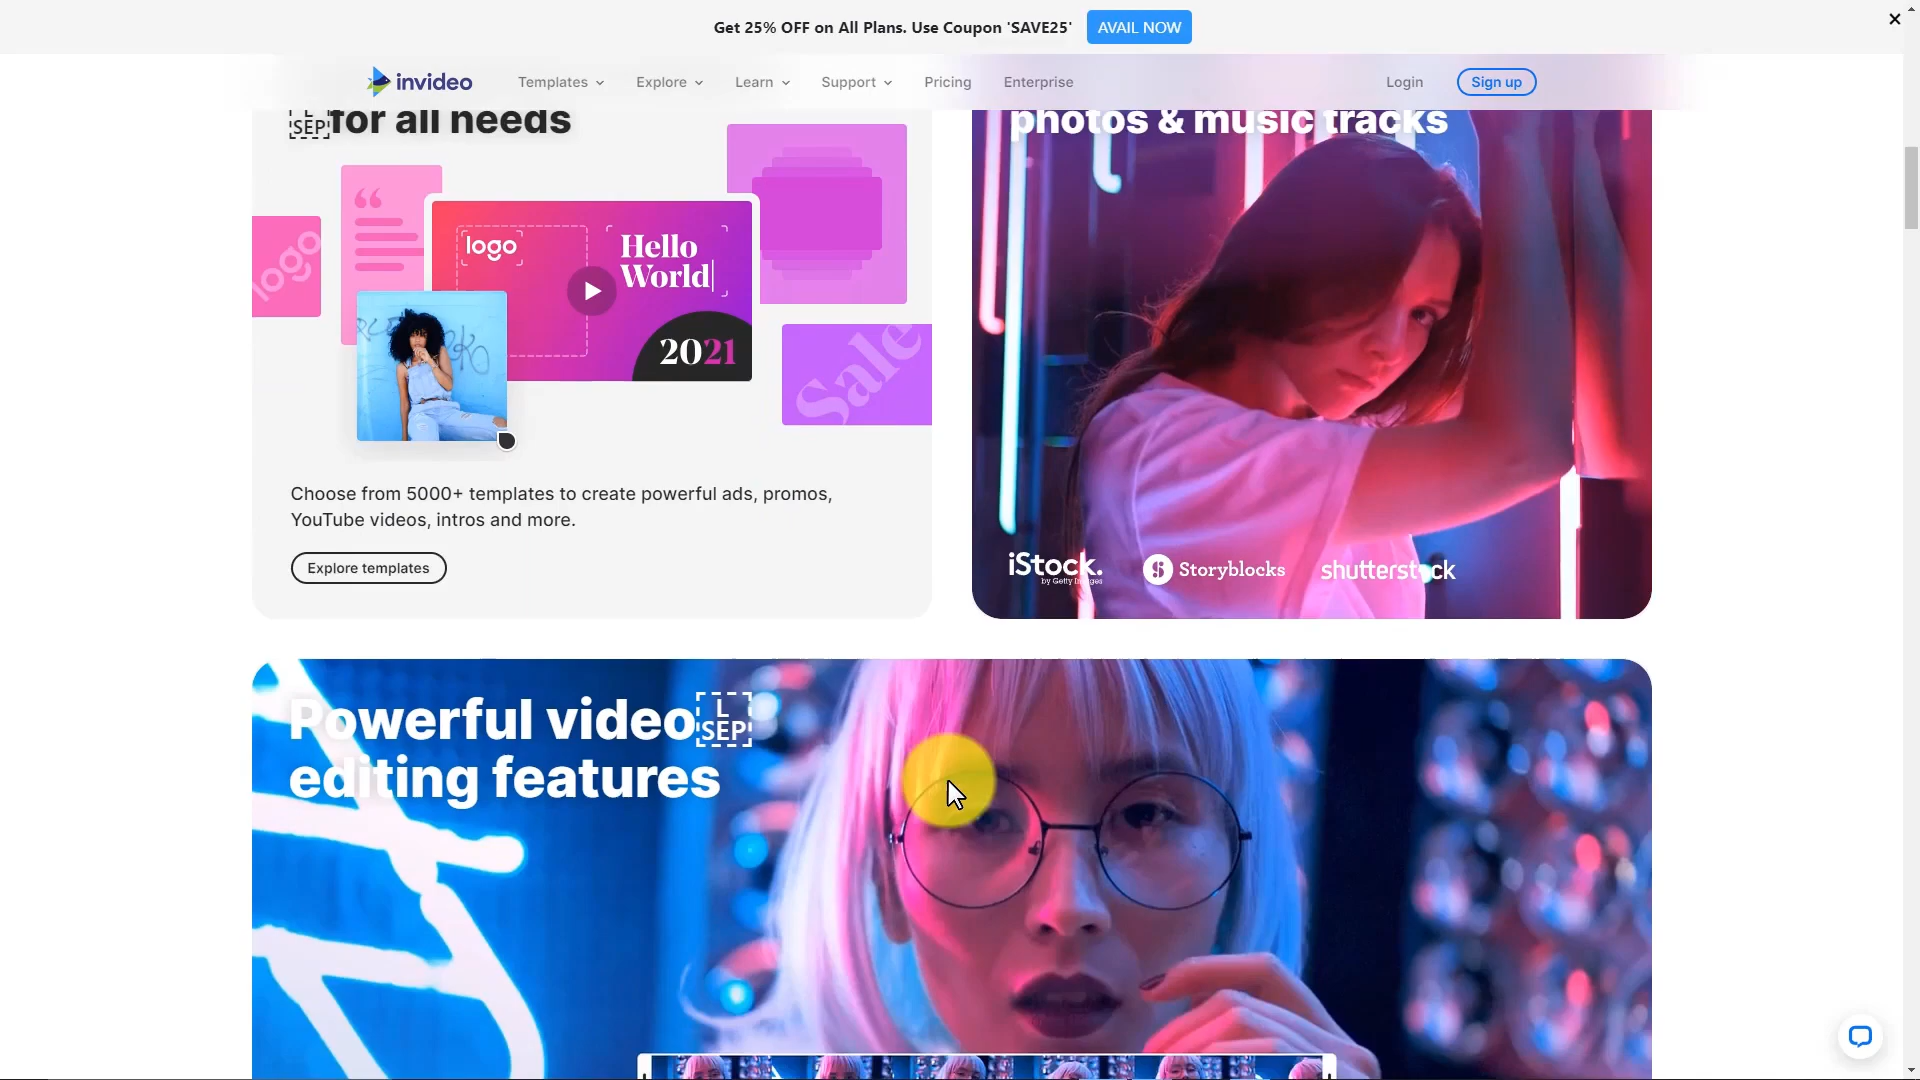 Get 25% OFF on All Plans. Use Coupon 'SAVE25' AVAIL NOW
invideo Templates Explore Learn Support Pricing Enterprise Login Sign up
for all needs
photos & music tracks
logo
logo
Hello
World
2021
Sale
Choose from 5000+ templates to create powerful ads, promos,
YouTube videos, intros and more.
Explore templates
iStock.
by Getty Images
Storyblocks
shutterstock
Powerful video L SEP
editing features